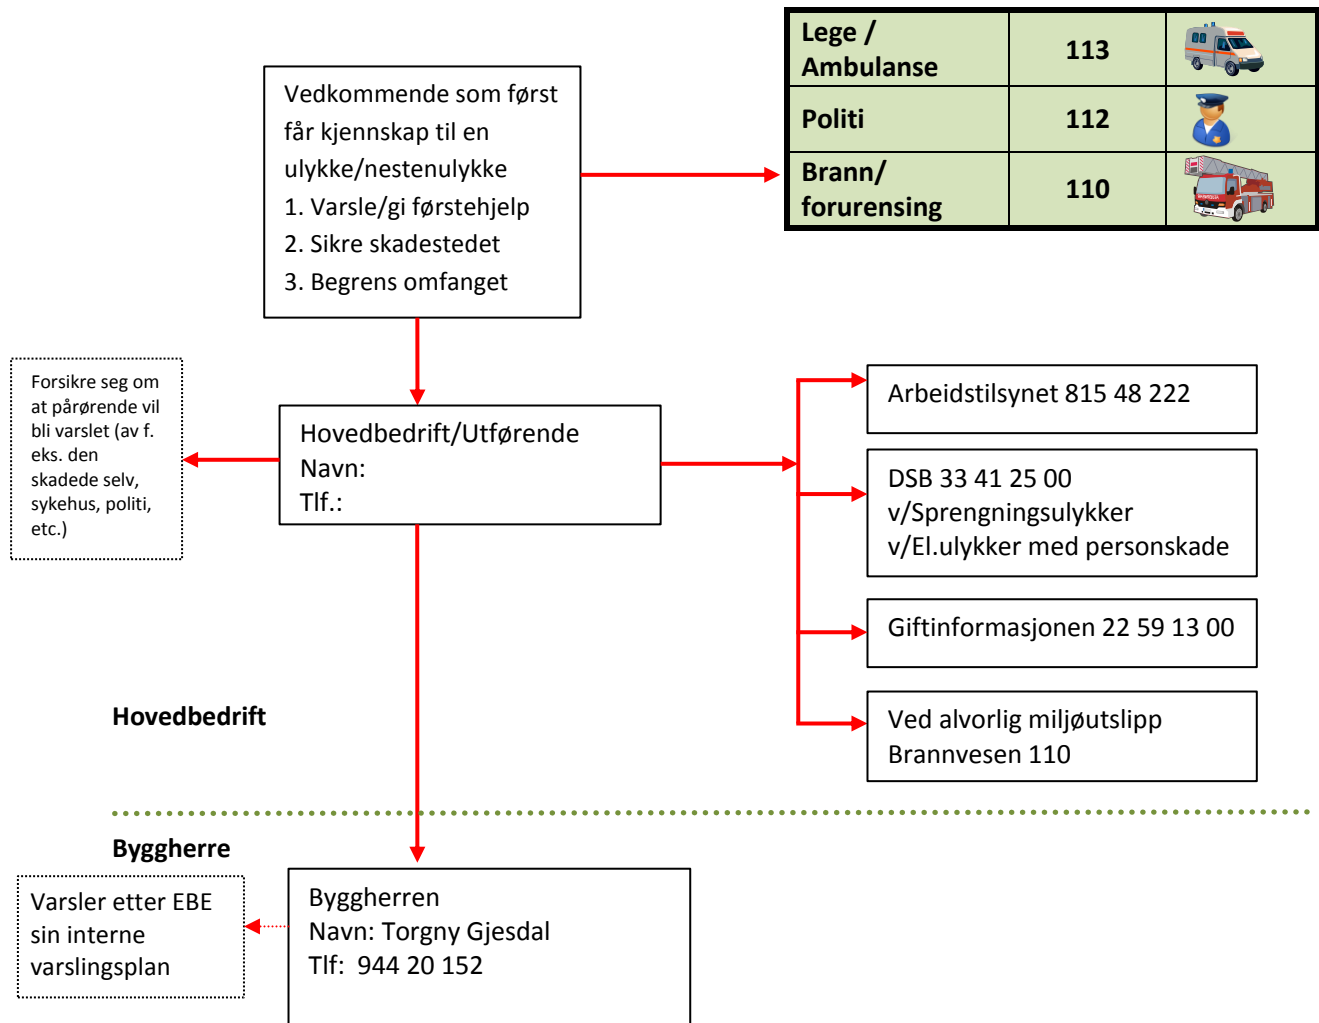 Lege /
Ambulanse
113
Politi
112
Brann/
forurensing
110
Vedkommende som først
får kjennskap til en
ulykke/nestenulykke
1. Varsle/gi førstehjelp
2. Sikre skadestedet
3. Begrens omfanget
Forsikre seg om
at pårørende vil
bli varslet (av f.
eks. den
skadede selv,
sykehus, politi,
etc.)
Hovedbedrift/Utførende
Navn:
Tlf.:
Arbeidstilsynet 815 48 222
DSB 33 41 25 00
v/Sprengningsulykker
v/El.ulykker med personskade
Giftinformasjonen 22 59 13 00
Ved alvorlig miljøutslipp
Brannvesen 110
Hovedbedrift
Byggherre
Varsler etter EBE
sin interne
varslingsplan
Byggherren
Navn: Torgny Gjesdal
Tlf:  944 20 152